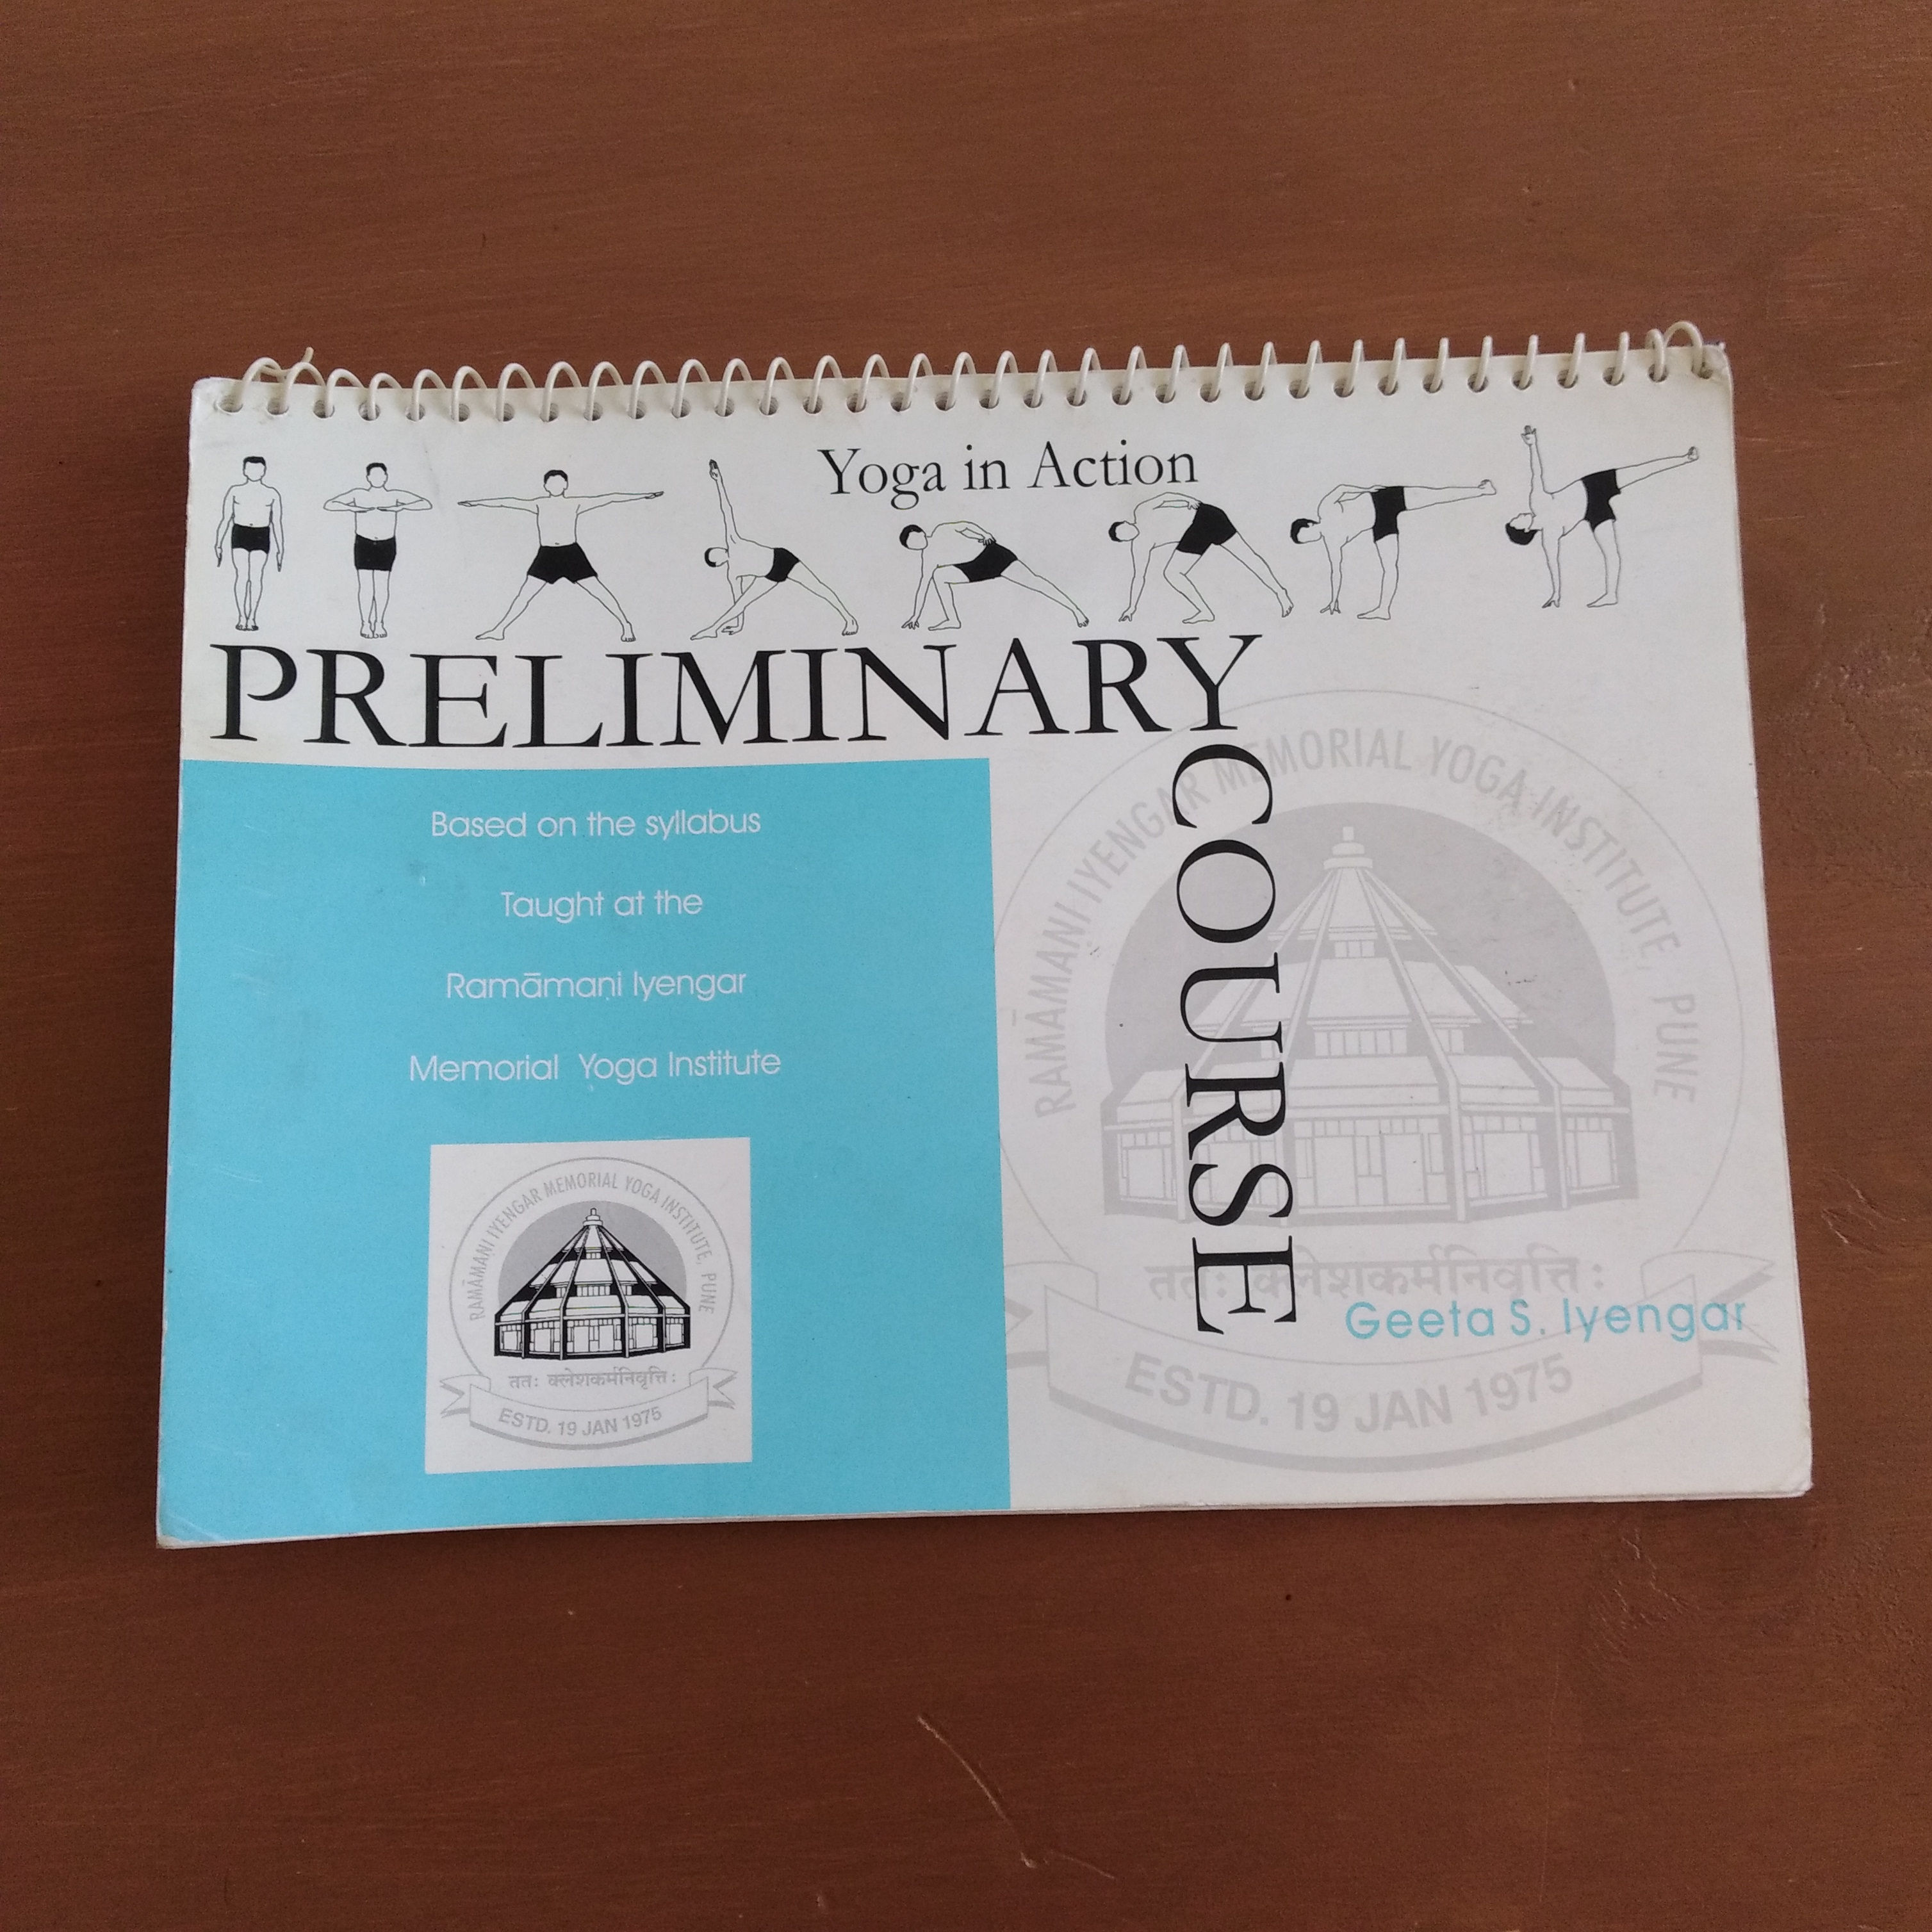 Yoga in Action
PRELIMINARY
COURSE
Based on the syllabus
Taught at the
Ramāmaṇi Iyengar
Memorial Yoga Institute
RAMĀMAṆI IYENGAR MEMORIAL YOGA INSTITUTE, PUNE
ततः क्लेशकर्मनिवृत्तिः
ESTD. 19 JAN 1975
RAMĀMAṆI IYENGAR MEMORIAL YOGA INSTITUTE, PUNE
ततः क्लेशकर्मनिवृत्तिः
Geeta S. Iyengar
ESTD. 19 JAN 1975